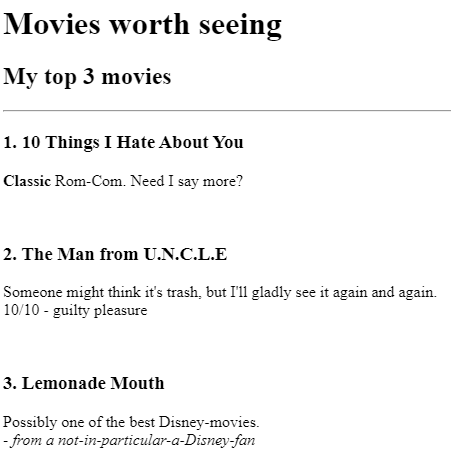 Movies worth seeing
My top 3 movies
1. 10 Things I Hate About You
Classic Rom-Com. Need I say more?
2. The Man from U.N.C.L.E
Someone might think it's trash, but I'll gladly see it again and again.
10/10 - guilty pleasure
3. Lemonade Mouth
Possibly one of the best Disney-movies.
- from a not-in-particular-a-Disney-fan